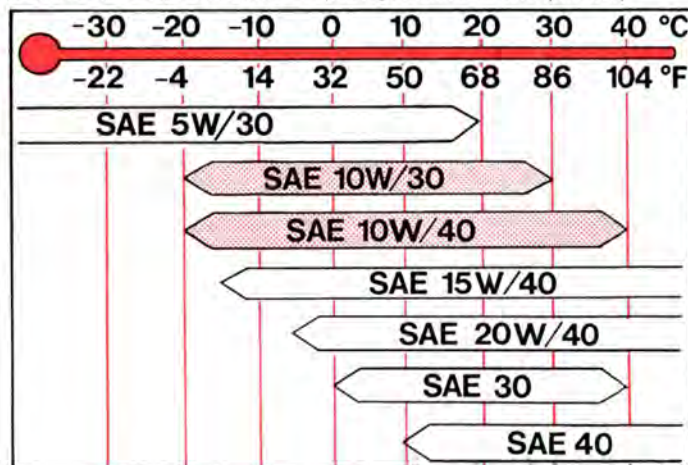 −30 −20 −10 0 10 20 30 40 °C
−22 −4 14 32 50 68 86 104 °F
SAE 5W/30
SAE 10W/30
SAE 10W/40
SAE 15W/40
SAE 20W/40
SAE 30
SAE 40